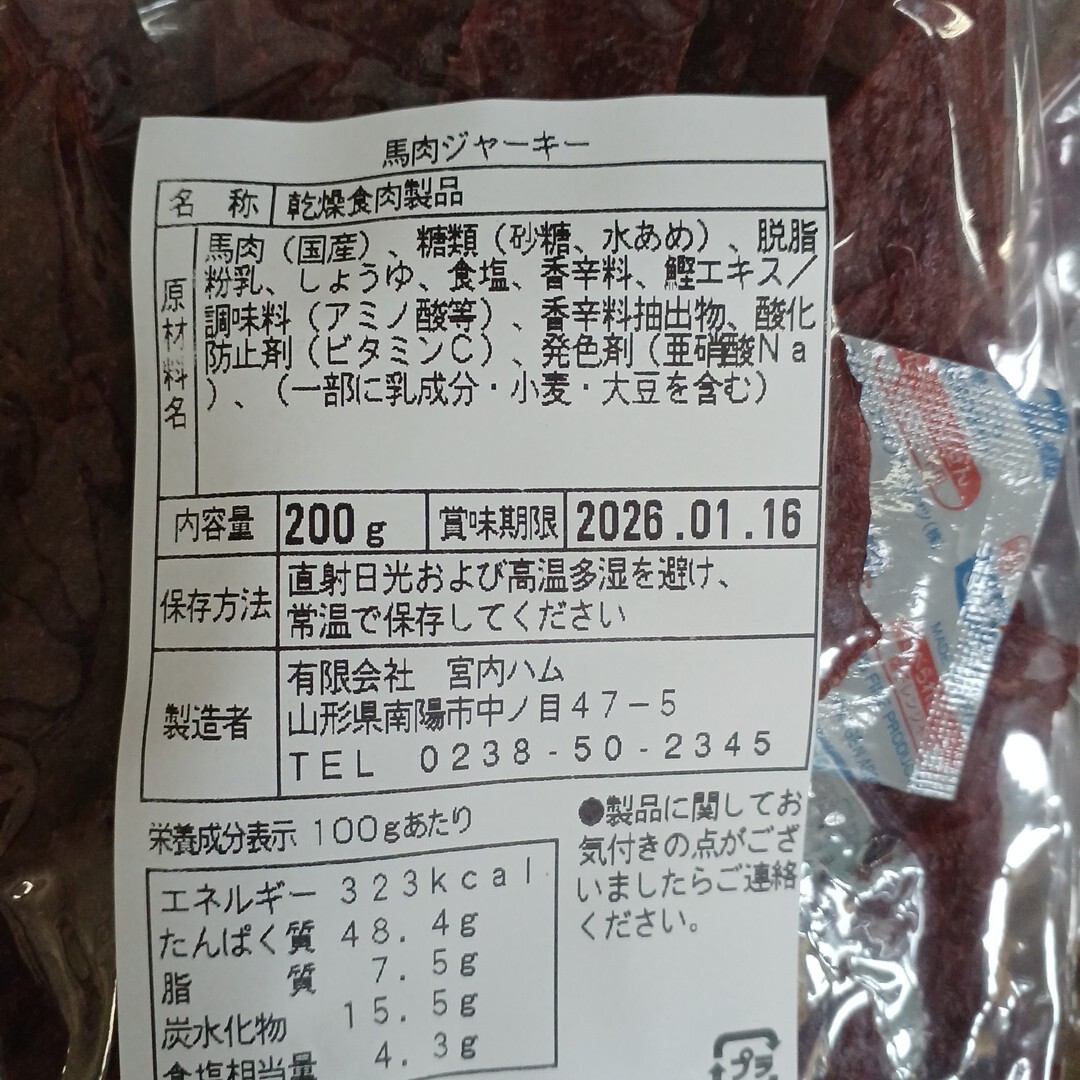 馬肉ジャーキー
名 称 乾燥食肉製品
原材料名
馬肉（国産）、糖類（砂糖、水あめ）、脱脂
粉乳、しょうゆ、食塩、香辛料、鰹エキス／
調味料（アミノ酸等）、香辛料抽出物、酸化
防止剤（ビタミンＣ）、発色剤（亜硝酸Ｎａ
）、（一部に乳成分・小麦・大豆を含む）
内容量 200g 賞味期限 2026.01.16
保存方法
直射日光および高温多湿を避け、
常温で保存してください
製造者
有限会社 宮内ハム
山形県南陽市中ノ目４７－５
ＴＥＬ ０２３８-５０-２３４５
栄養成分表示 １００gあたり
エネルギー ３２３kcal
たんぱく質 ４８．４g
脂 質 ７．５g
炭水化物 １５．５g
食塩相当量 ４．３g
●製品に関してお
気付きの点がござ
いましたらご連絡
ください。
プラ